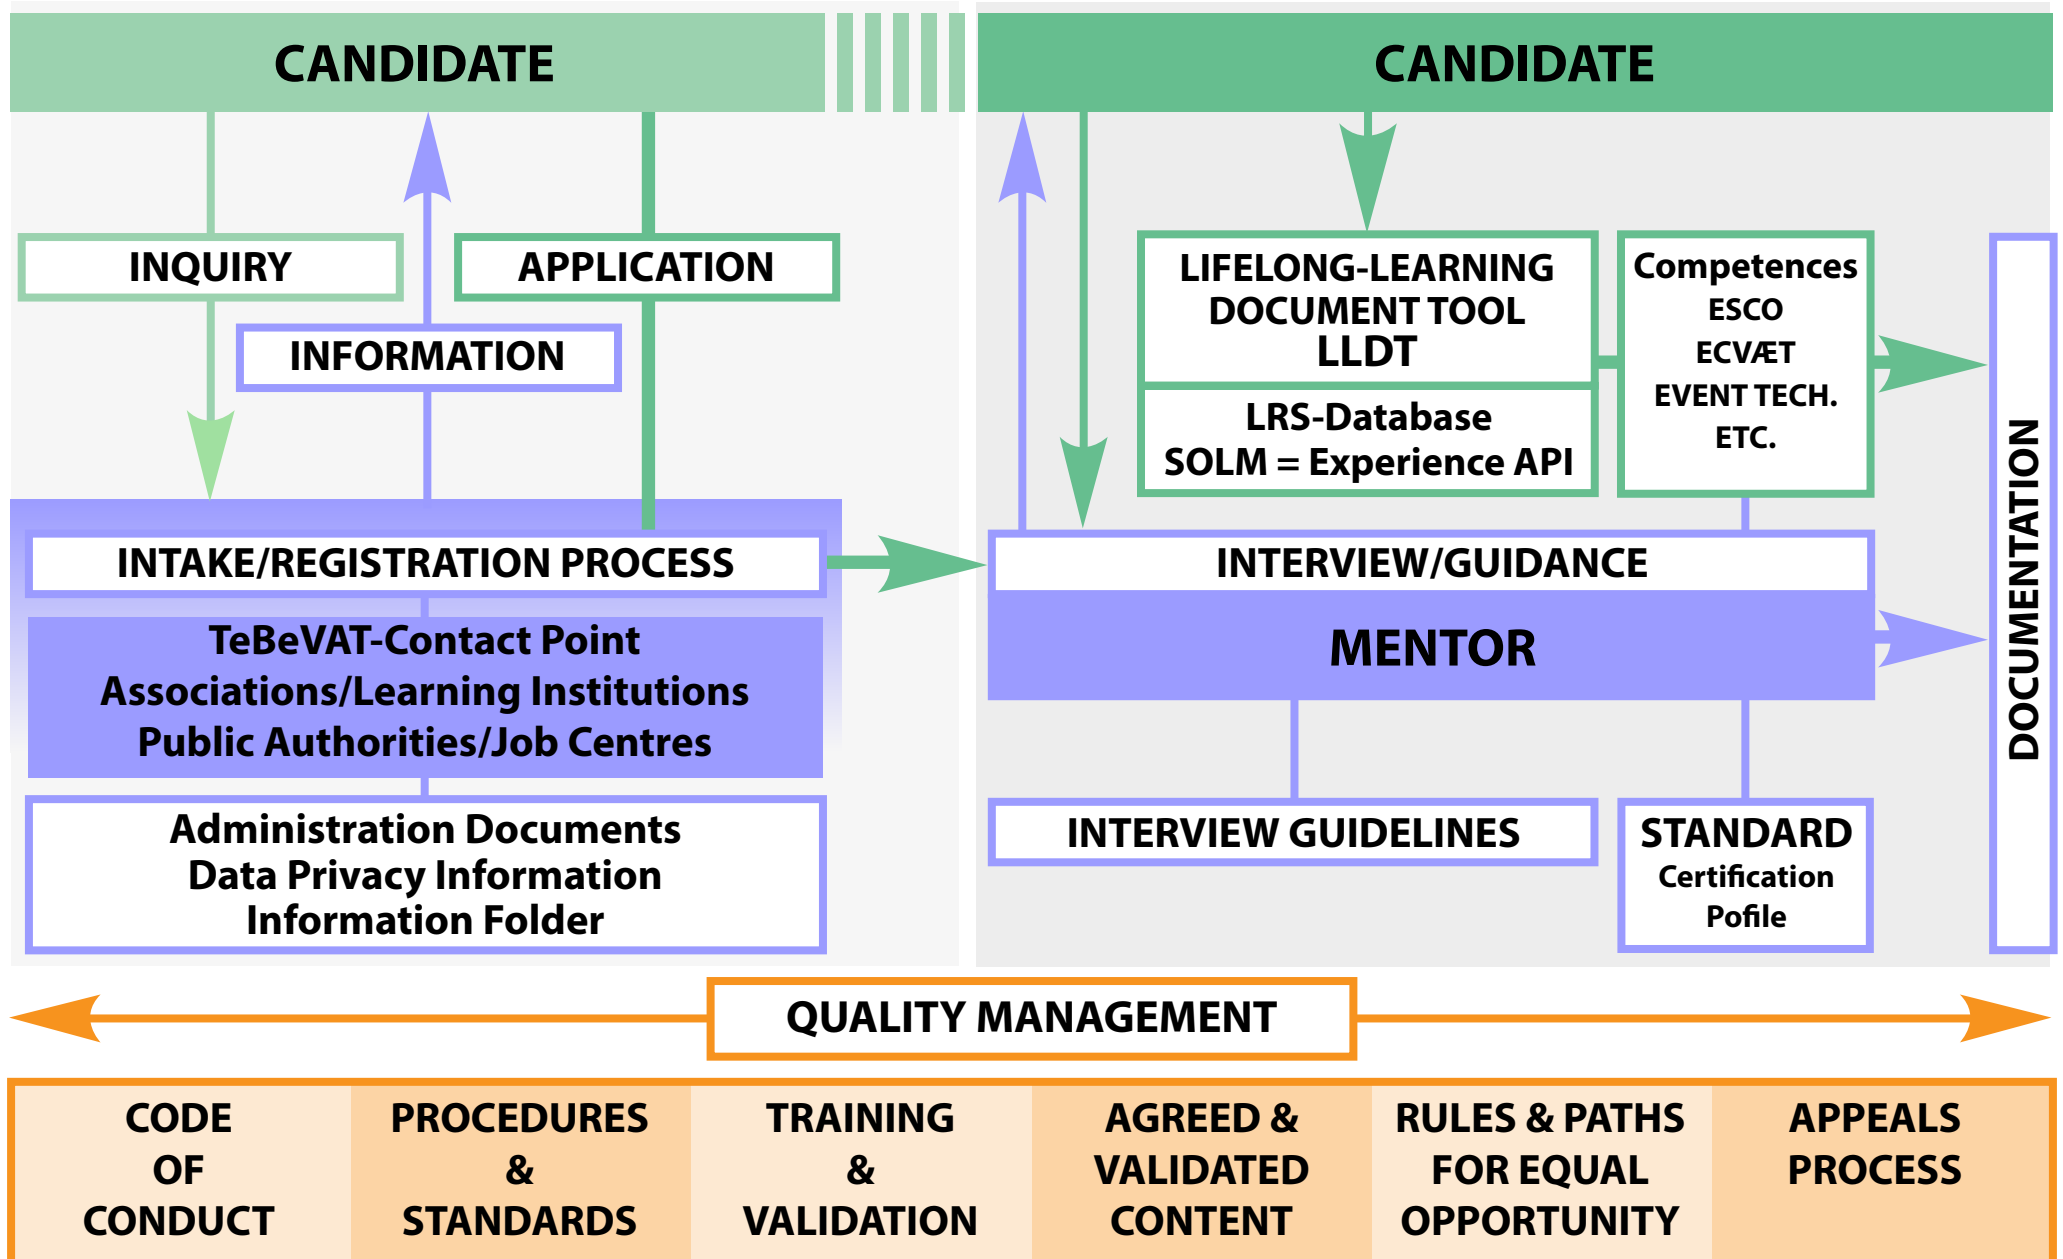 CANDIDATE
INQUIRY
APPLICATION
INFORMATION
INTAKE/REGISTRATION PROCESS
TeBeVAT-Contact Point
Associations/Learning Institutions
Public Authorities/Job Centres
Administration Documents
Data Privacy Information
Information Folder
CANDIDATE
LIFELONG-LEARNING
DOCUMENT TOOL
LLDT
LRS-Database
SOLM = Experience API
Competences
ESCO
ECVÆT
EVENT TECH.
ETC.
INTERVIEW/GUIDANCE
MENTOR
INTERVIEW GUIDELINES
STANDARD
Certification
Pofile
DOCUMENTATION
QUALITY MANAGEMENT
CODE
OF
CONDUCT
PROCEDURES
&
STANDARDS
TRAINING
&
VALIDATION
AGREED &
VALIDATED
CONTENT
RULES & PATHS
FOR EQUAL
OPPORTUNITY
APPEALS
PROCESS